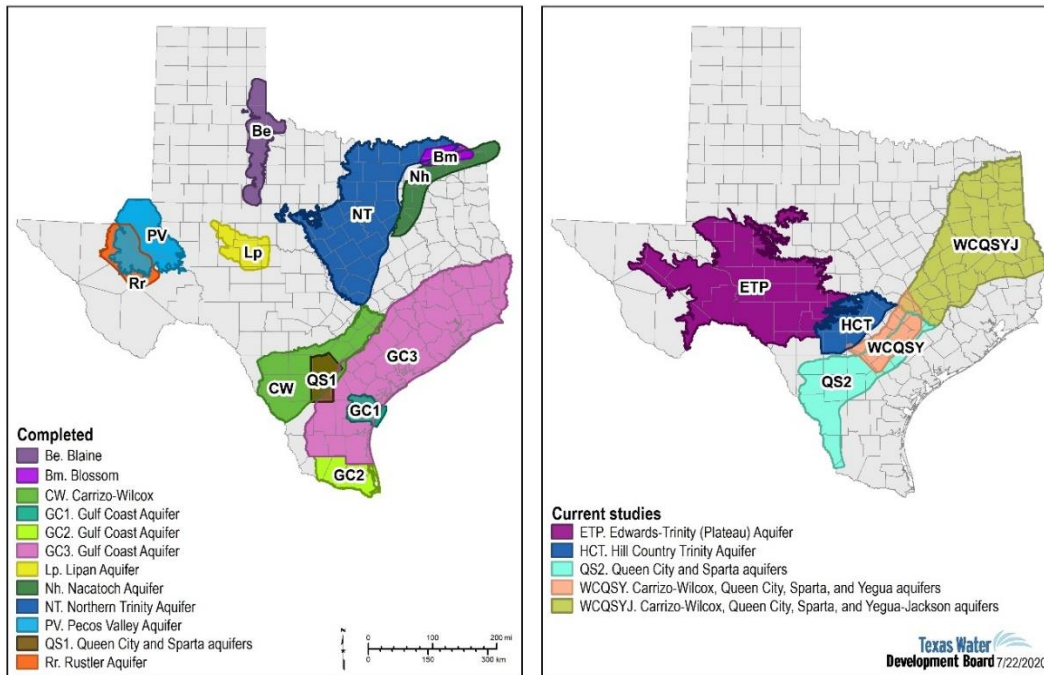 Be
Bm
Nh
NT
PV
Rr
Lp
GC3
CW
QS1
GC1
GC2
Completed
Be. Blaine
Bm. Blossom
CW. Carrizo-Wilcox
GC1. Gulf Coast Aquifer
GC2. Gulf Coast Aquifer
GC3. Gulf Coast Aquifer
Lp. Lipan Aquifer
Nh. Nacatoch Aquifer
NT. Northern Trinity Aquifer
PV. Pecos Valley Aquifer
QS1. Queen City and Sparta aquifers
Rr. Rustler Aquifer
N
0 100 200 mi
0 150 300 km
WCQSYJ
ETP
HCT
WCQSY
QS2
Current studies
ETP. Edwards-Trinity (Plateau) Aquifer
HCT. Hill Country Trinity Aquifer
QS2. Queen City and Sparta aquifers
WCQSY. Carrizo-Wilcox, Queen City, Sparta, and Yegua aquifers
WCQSYJ. Carrizo-Wilcox, Queen City, Sparta, and Yegua-Jackson aquifers
Texas Water
Development Board 7/22/2020